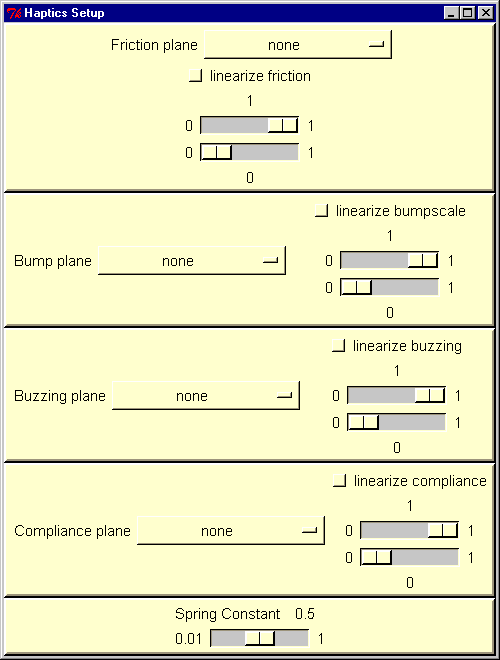 Haptics Setup
Friction plane none
linearize friction
1
0 1
0 1
0
linearize bumpscale
1
Bump plane none
0 1
0 1
0
linearize buzzing
1
Buzzing plane none
0 1
0 1
0
linearize compliance
1
Compliance plane none
0 1
0 1
0
Spring Constant 0.5
0.01 1